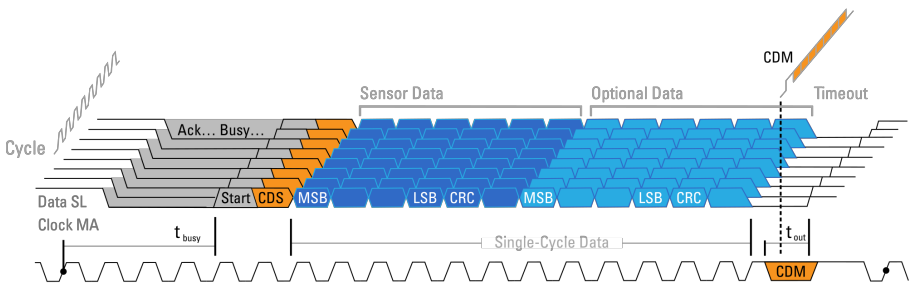 CDM
Sensor Data
Optional Data
Timeout
Ack... Busy...
Cycle
Data SL
Start
CDS
MSB
LSB
CRC
MSB
LSB
CRC
Clock MA
t busy
Single-Cycle Data
t out
CDM